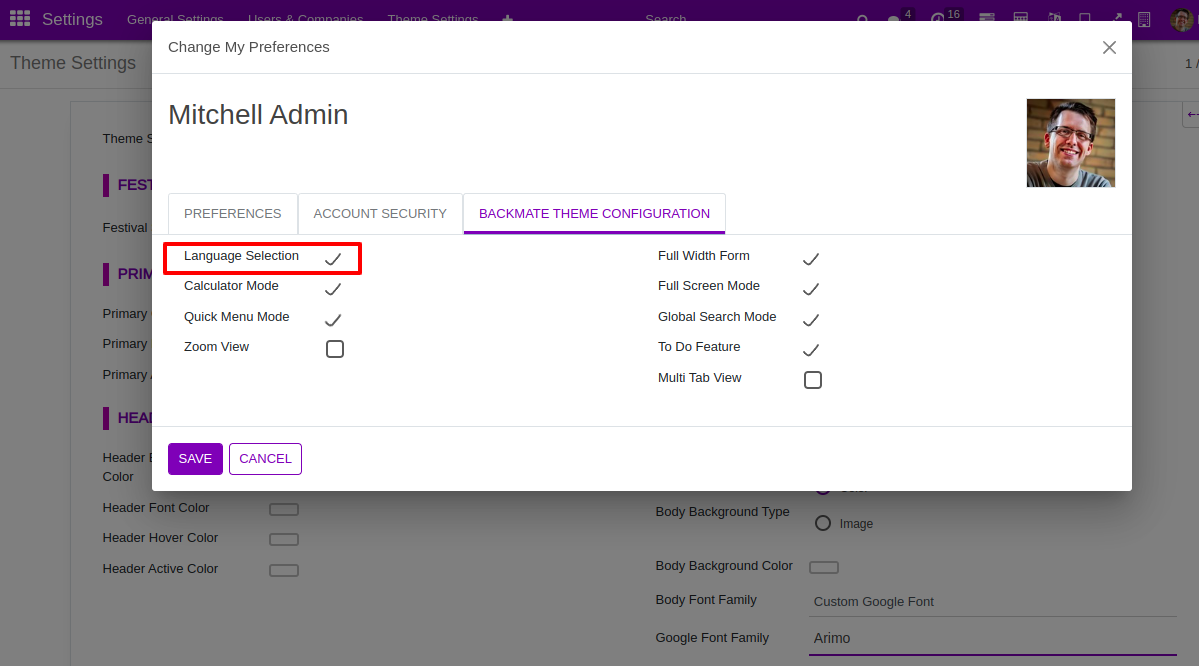 Settings General Settings Users & Companies Theme Settings Search 4 16
Change My Preferences
Theme Settings
1 /
Mitchell Admin
Theme S
FEST
Festival
PRIM
Primary
Primary
Primary
HEAD
PREFERENCES ACCOUNT SECURITY BACKMATE THEME CONFIGURATION
Language Selection Full Width Form
Calculator Mode Full Screen Mode
Quick Menu Mode Global Search Mode
Zoom View To Do Feature
Multi Tab View
SAVE CANCEL
Header B
Color
Header Font Color
Header Hover Color
Header Active Color
Color
Body Background Type
Image
Body Background Color
Body Font Family Custom Google Font
Google Font Family Arimo